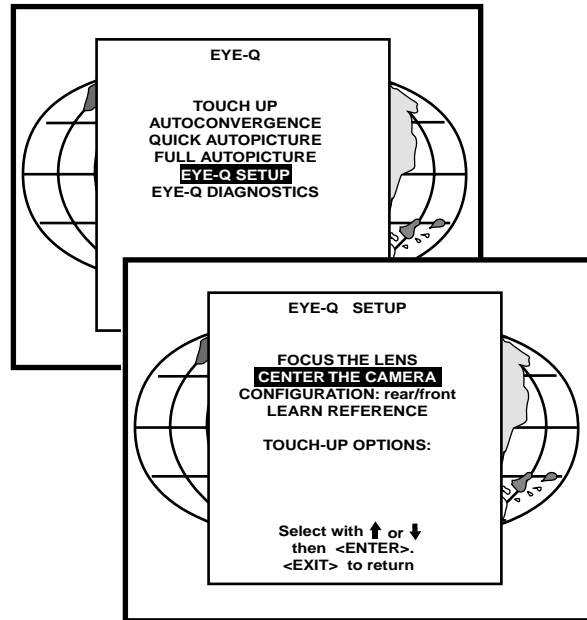 EYE-Q
TOUCH UP
AUTOCONVERGENCE
QUICK AUTOPICTURE
FULL AUTOPICTURE
EYE-Q SETUP
EYE-Q DIAGNOSTICS
EYE-Q SETUP
FOCUS THE LENS
CENTER THE CAMERA
CONFIGURATION: rear/front
LEARN REFERENCE
TOUCH-UP OPTIONS:
Select with ↑ or ↓
then <ENTER>.
<EXIT> to return